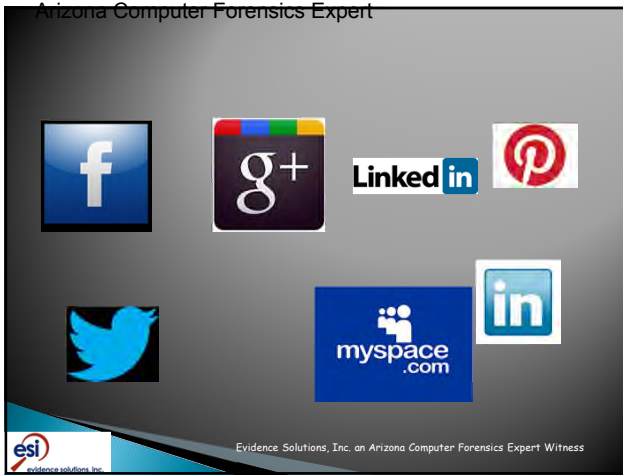 Arizona Computer Forensics Expert
f
g+
Linked in
p
in
myspace
.com
esi
evidence solutions, inc.
Evidence Solutions, Inc. an Arizona Computer Forensics Expert Witness